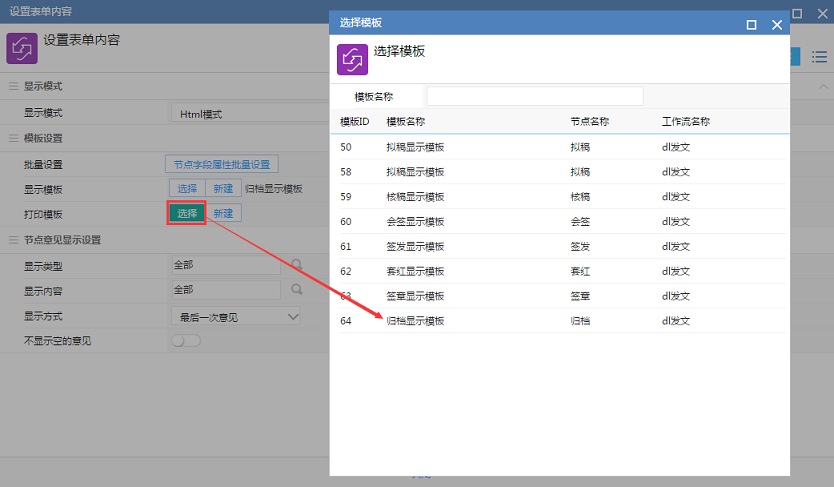 设置表单内容
设置表单内容
显示模式
显示模式 Html模式
模板设置
批量设置 节点字段属性批量设置
显示模板 选择 新建 归档显示模板
打印模板 选择 新建
节点意见显示设置
显示类型 全部
显示内容 全部
显示方式 最后一次意见
不显示空的意见
选择模板
选择模板
模板名称
模版ID 模板名称 节点名称 工作流名称
50 拟稿显示模板 拟稿 dl发文
58 拟稿显示模板 拟稿 dl发文
59 核稿显示模板 核稿 dl发文
60 会签显示模板 会签 dl发文
61 签发显示模板 签发 dl发文
62 套红显示模板 套红 dl发文
63 签章显示模板 签章 dl发文
64 归档显示模板 归档 dl发文